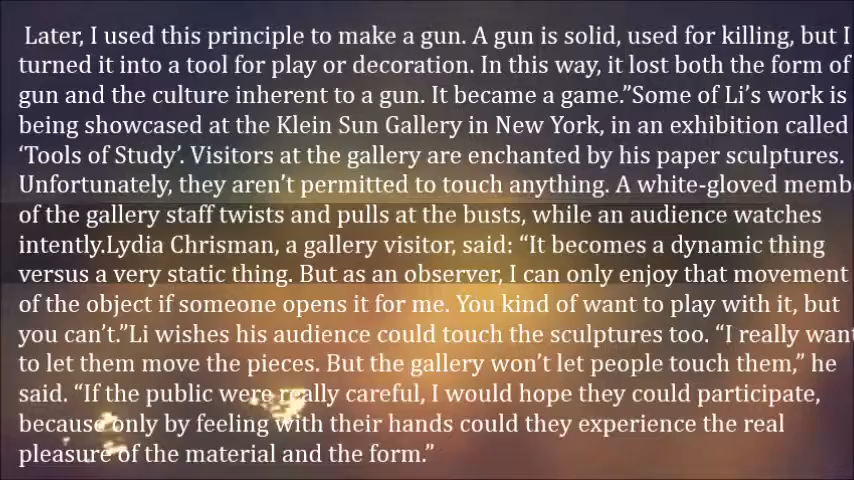 Later, I used this principle to make a gun. A gun is solid, used for killing, but I
turned it into a tool for play or decoration. In this way, it lost both the form of
gun and the culture inherent to a gun. It became a game.”Some of Li’s work is
being showcased at the Klein Sun Gallery in New York, in an exhibition called
‘Tools of Study’. Visitors at the gallery are enchanted by his paper sculptures.
Unfortunately, they aren’t permitted to touch anything. A white-gloved memb
of the gallery staff twists and pulls at the busts, while an audience watches
intently.Lydia Chrisman, a gallery visitor, said: “It becomes a dynamic thing
versus a very static thing. But as an observer, I can only enjoy that movement
of the object if someone opens it for me. You kind of want to play with it, but
you can’t.”Li wishes his audience could touch the sculptures too. “I really want
to let them move the pieces. But the gallery won’t let people touch them,” he
said. “If the public were really careful, I would hope they could participate,
because only by feeling with their hands could they experience the real
pleasure of the material and the form.”